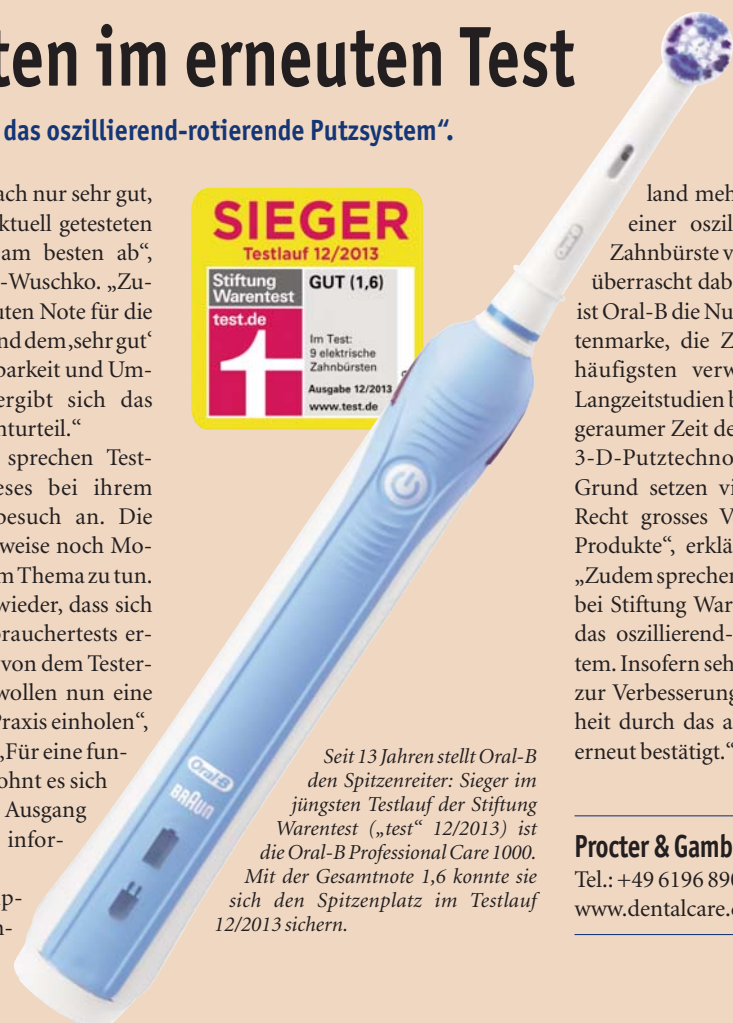 ten im erneuten Test
das oszillierend-rotierende Putzsystem“.
ach nur sehr gut,
ktuell getesteten
am besten ab“,
-Wuschko. „Zu-
uten Note für die
nd dem ‚sehr gut‘
barkeit und Um-
ergibt sich das
nturteil.“
sprechen Test-
eses bei ihrem
besuch an. Die
weise noch Mo-
m Thema zu tun.
wieder, dass sich
brauchertests er-
von dem Tester-
wollen nun eine
Praxis einholen“,
„Für eine fun-
ohnt es sich
Ausgang
infor-
p-
n-
SIEGER
Testlauf 12/2013
Stiftung
Warentest
test.de
GUT (1,6)
Im Test:
9 elektrische
Zahnbürsten
Ausgabe 12/2013
www.test.de
Oral-B
Oral-B
BRAUN
Seit 13 Jahren stellt Oral-B
den Spitzenreiter: Sieger im
jüngsten Testlauf der Stiftung
Warentest („test“ 12/2013) ist
die Oral-B Professional Care 1000.
Mit der Gesamtnote 1,6 konnte sie
sich den Spitzenplatz im Testlauf
12/2013 sichern.
land meh
einer oszil
Zahnbürste v
überrascht dab
ist Oral-B die Nu
tenmarke, die Z
häufigsten verw
Langzeitstudien b
geraumer Zeit de
3-D-Putztechno
Grund setzen vi
Recht grosses V
Produkte“, erklä
„Zudem sprechen
bei Stiftung War
das oszillierend-
tem. Insofern seh
zur Verbesserung
heit durch das a
erneut bestätigt.“
Procter & Gamb
Tel.: +49 6196 890
www.dentalcare.c